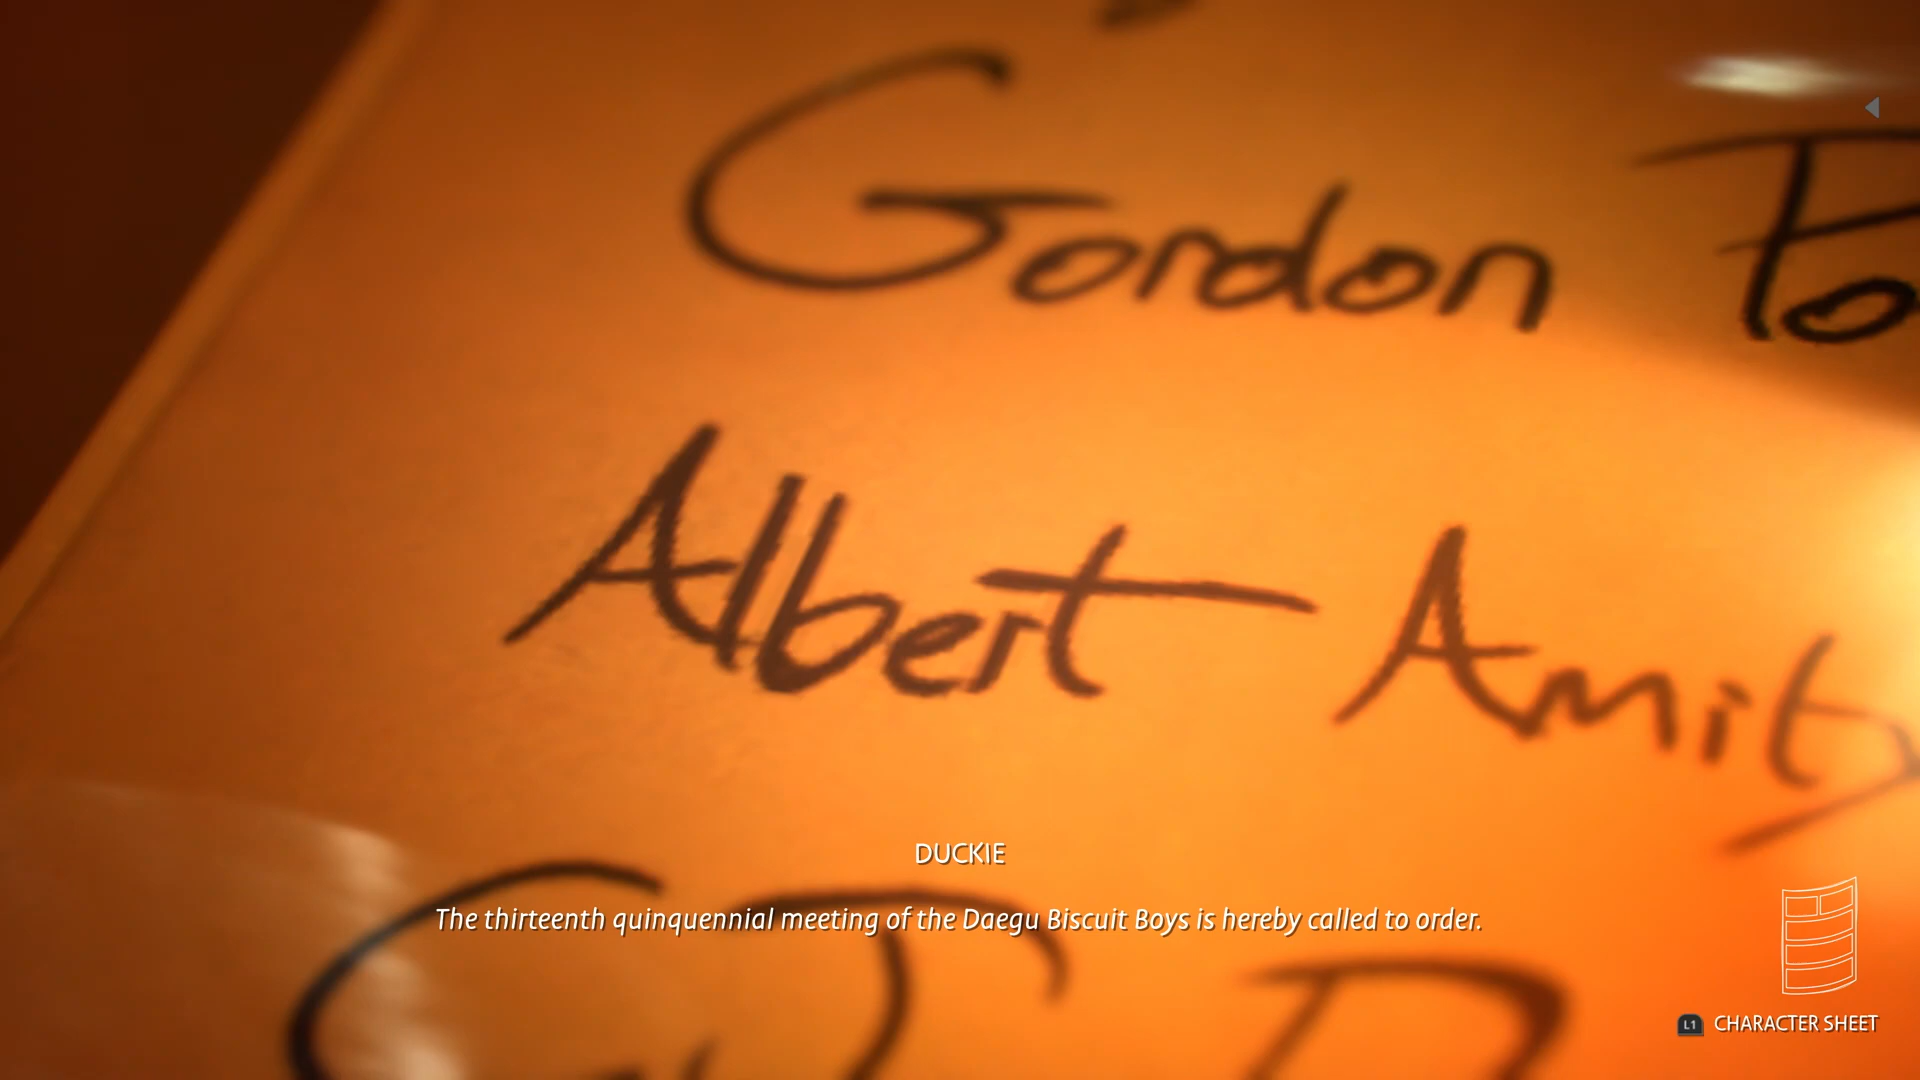 Gordon
Albert Amity
DUCKIE
The thirteenth quinquennial meeting of the Daegu Biscuit Boys is hereby called to order.
L1 CHARACTER SHEET